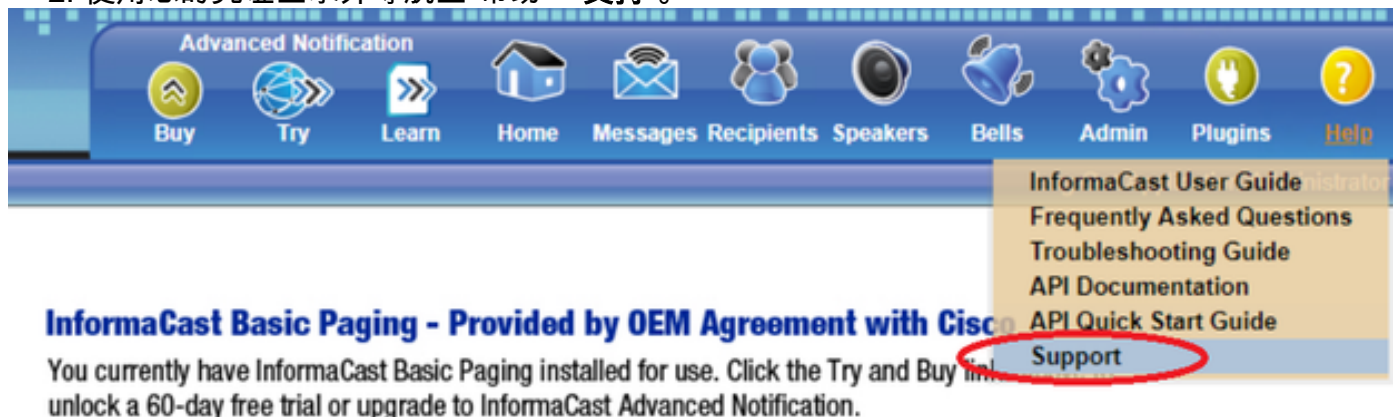 Advanced Notification
Buy Try Learn Home Messages Recipients Speakers Bells Admin Plugins Help
InformaCast User Guide
Frequently Asked Questions
Troubleshooting Guide
API Documentation
API Quick Start Guide
Support
InformaCast Basic Paging - Provided by OEM Agreement with Cisco
You currently have InformaCast Basic Paging installed for use. Click the Try and Buy
unlock a 60-day free trial or upgrade to InformaCast Advanced Notification.